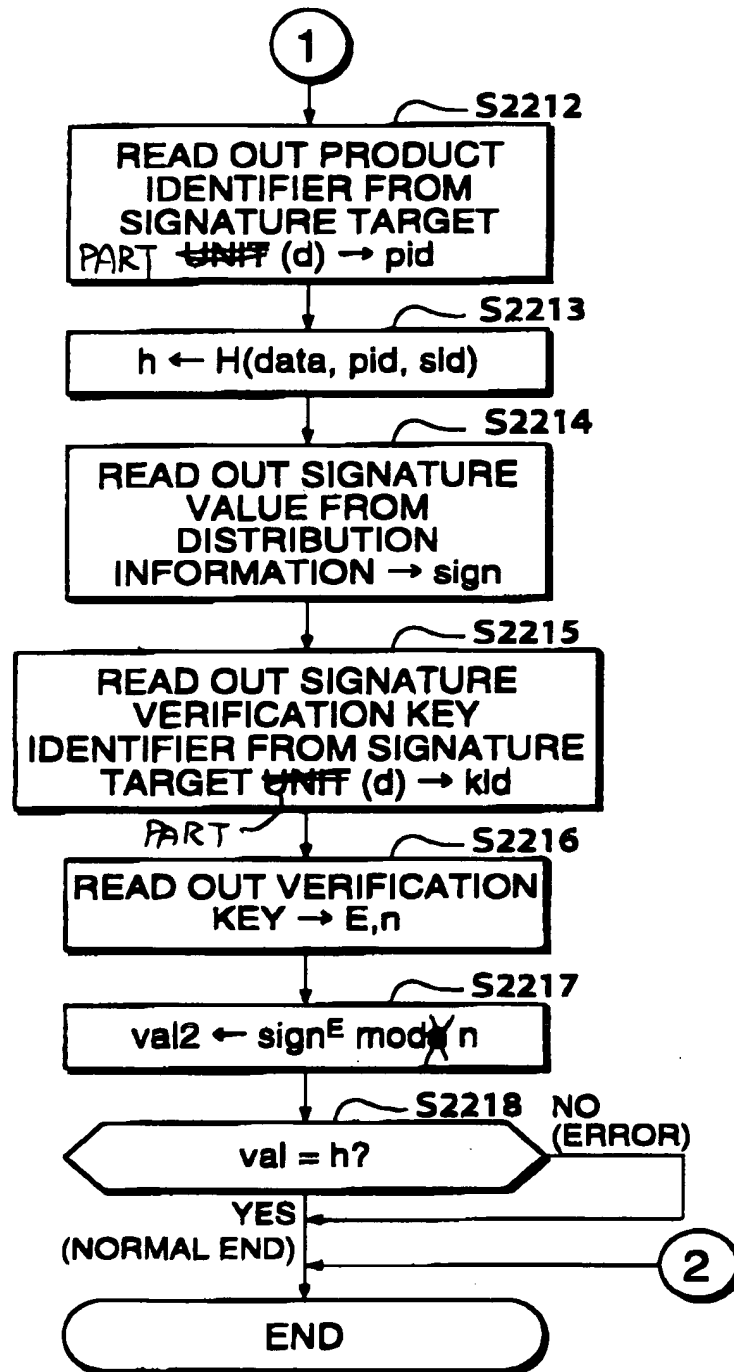 1
S2212
READ OUT PRODUCT
IDENTIFIER FROM
SIGNATURE TARGET
PART UNIT (d) → pid
S2213
h ← H(data, pid, sid)
S2214
READ OUT SIGNATURE
VALUE FROM
DISTRIBUTION
INFORMATION → sign
S2215
READ OUT SIGNATURE
VERIFICATION KEY
IDENTIFIER FROM SIGNATURE
TARGET UNIT (d) → kid
PART
S2216
READ OUT VERIFICATION
KEY → E,n
S2217
val2 ← sign^E mod n
S2218
val = h?
NO
(ERROR)
YES
(NORMAL END)
2
END